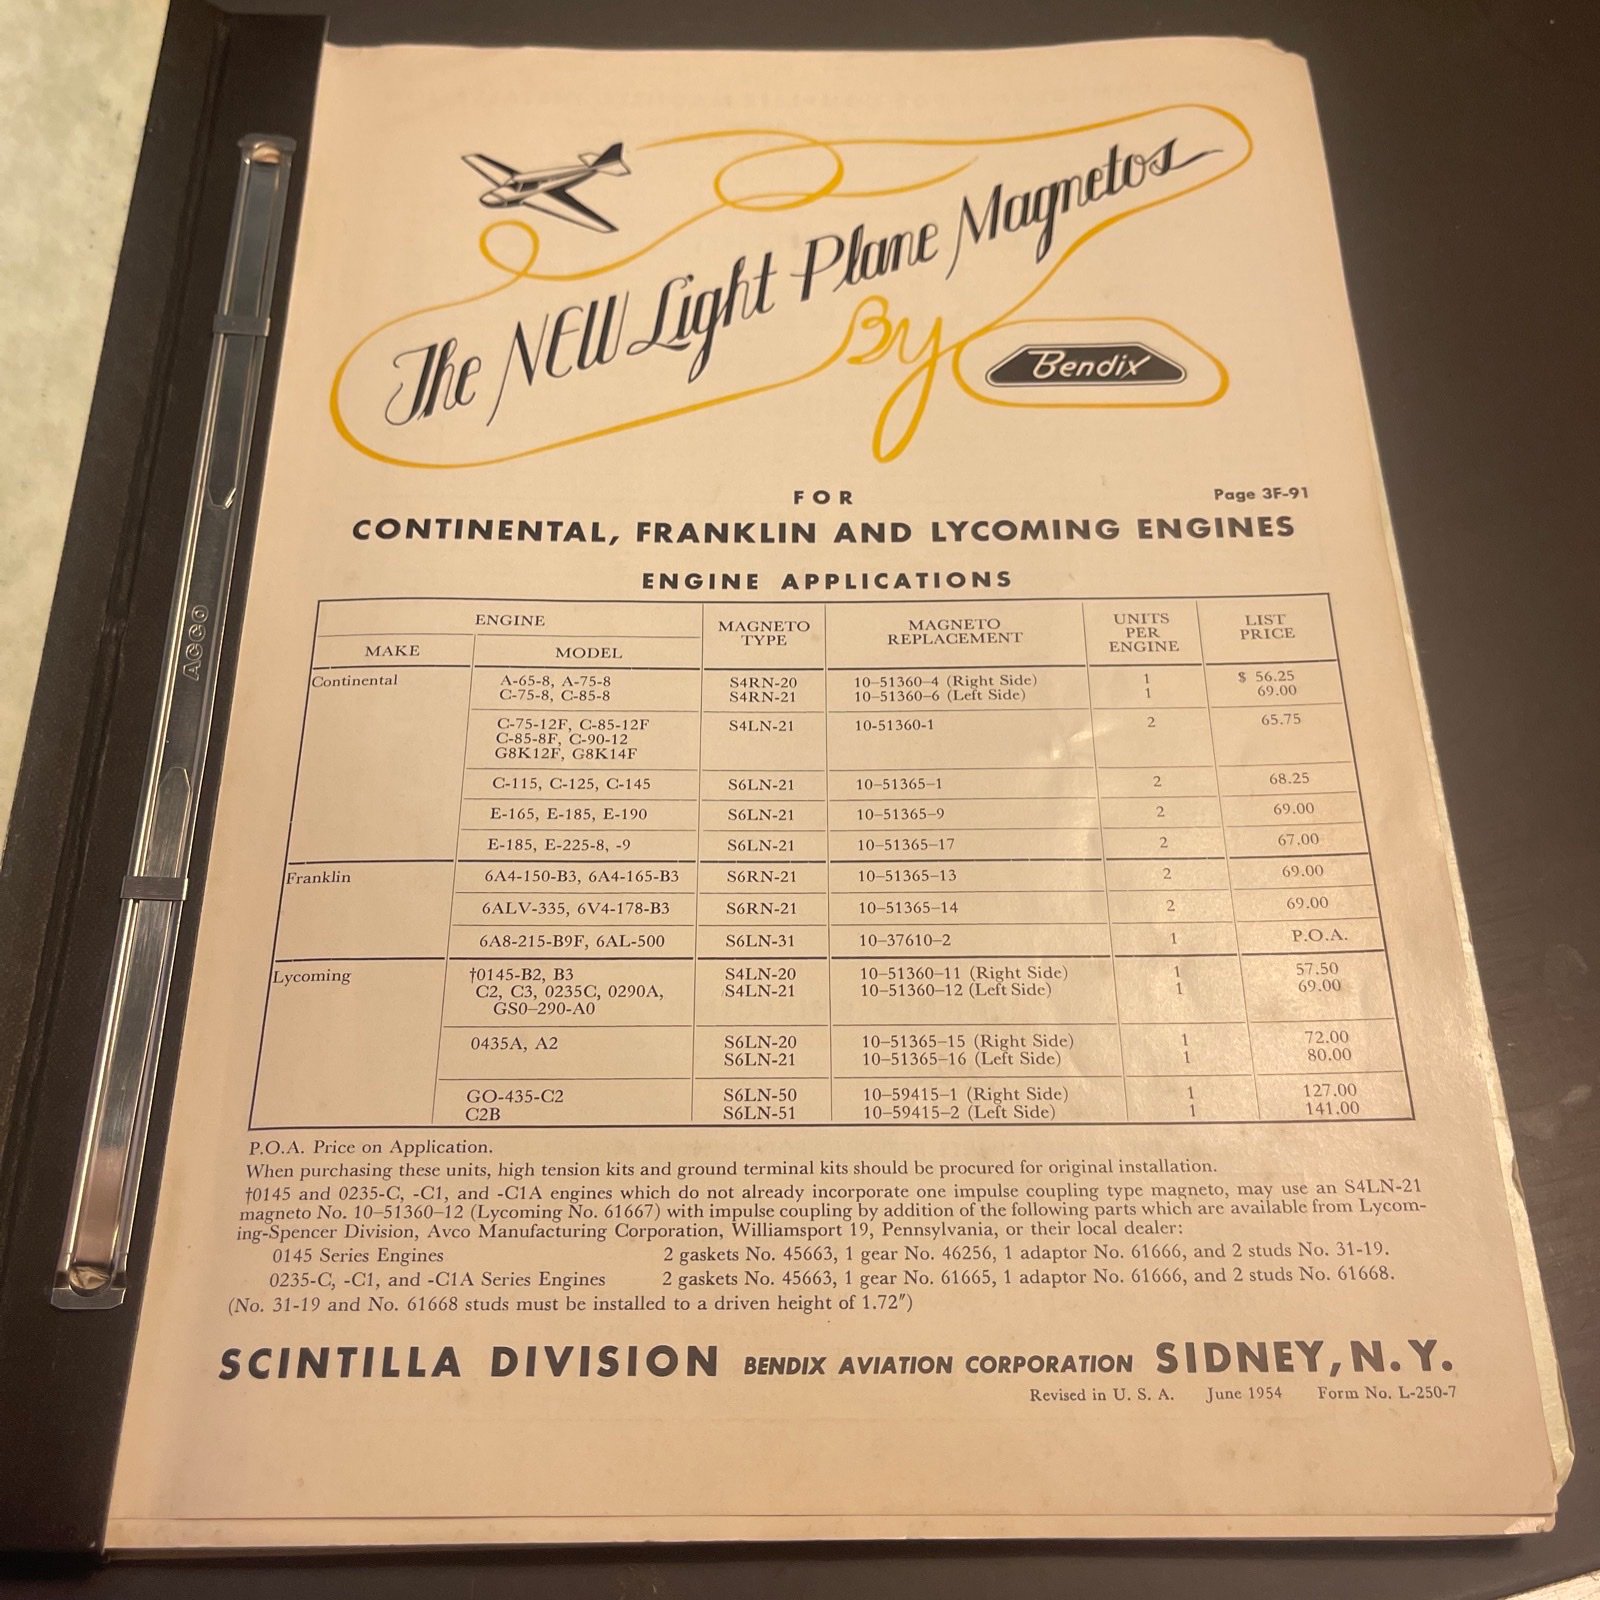 The NEW Light Plane Magnetos
By Bendix
FOR
Page 3F-91
CONTINENTAL, FRANKLIN AND LYCOMING ENGINES
ENGINE APPLICATIONS
ENGINE MAGNETO TYPE MAGNETO REPLACEMENT UNITS PER ENGINE LIST PRICE
MAKE MODEL
Continental A-65-8, A-75-8 S4RN-20 10-51360-4 (Right Side) 1 $ 56.25
C-75-8, C-85-8 S4RN-21 10-51360-6 (Left Side) 1 69.00
C-75-12F, C-85-12F S4LN-21 10-51360-1 2 65.75
C-85-8F, C-90-12
G8K12F, G8K14F
C-115, C-125, C-145 S6LN-21 10-51365-1 2 68.25
E-165, E-185, E-190 S6LN-21 10-51365-9 2 69.00
E-185, E-225-8, -9 S6LN-21 10-51365-17 2 67.00
Franklin 6A4-150-B3, 6A4-165-B3 S6RN-21 10-51365-13 2 69.00
6ALV-335, 6V4-178-B3 S6RN-21 10-51365-14 2 69.00
6A8-215-B9F, 6AL-500 S6LN-31 10-37610-2 1 P.O.A.
Lycoming †0145-B2, B3 S4LN-20 10-51360-11 (Right Side) 1 57.50
C2, C3, 0235C, 0290A, S4LN-21 10-51360-12 (Left Side) 1 69.00
GS0-290-A0
0435A, A2 S6LN-20 10-51365-15 (Right Side) 1 72.00
S6LN-21 10-51365-16 (Left Side) 1 80.00
GO-435-C2 S6LN-50 10-59415-1 (Right Side) 1 127.00
C2B S6LN-51 10-59415-2 (Left Side) 1 141.00
P.O.A. Price on Application.
When purchasing these units, high tension kits and ground terminal kits should be procured for original installation.
†0145 and 0235-C, -C1, and -C1A engines which do not already incorporate one impulse coupling type magneto, may use an S4LN-21
magneto No. 10-51360-12 (Lycoming No. 61667) with impulse coupling by addition of the following parts which are available from Lycom-
ing-Spencer Division, Avco Manufacturing Corporation, Williamsport 19, Pennsylvania, or their local dealer:
0145 Series Engines 2 gaskets No. 45663, 1 gear No. 46256, 1 adaptor No. 61666, and 2 studs No. 31-19.
0235-C, -C1, and -C1A Series Engines 2 gaskets No. 45663, 1 gear No. 61665, 1 adaptor No. 61666, and 2 studs No. 61668.
(No. 31-19 and No. 61668 studs must be installed to a driven height of 1.72″)
SCINTILLA DIVISION BENDIX AVIATION CORPORATION SIDNEY, N. Y.
Revised in U. S. A. June 1954 Form No. L-250-7
ACCO